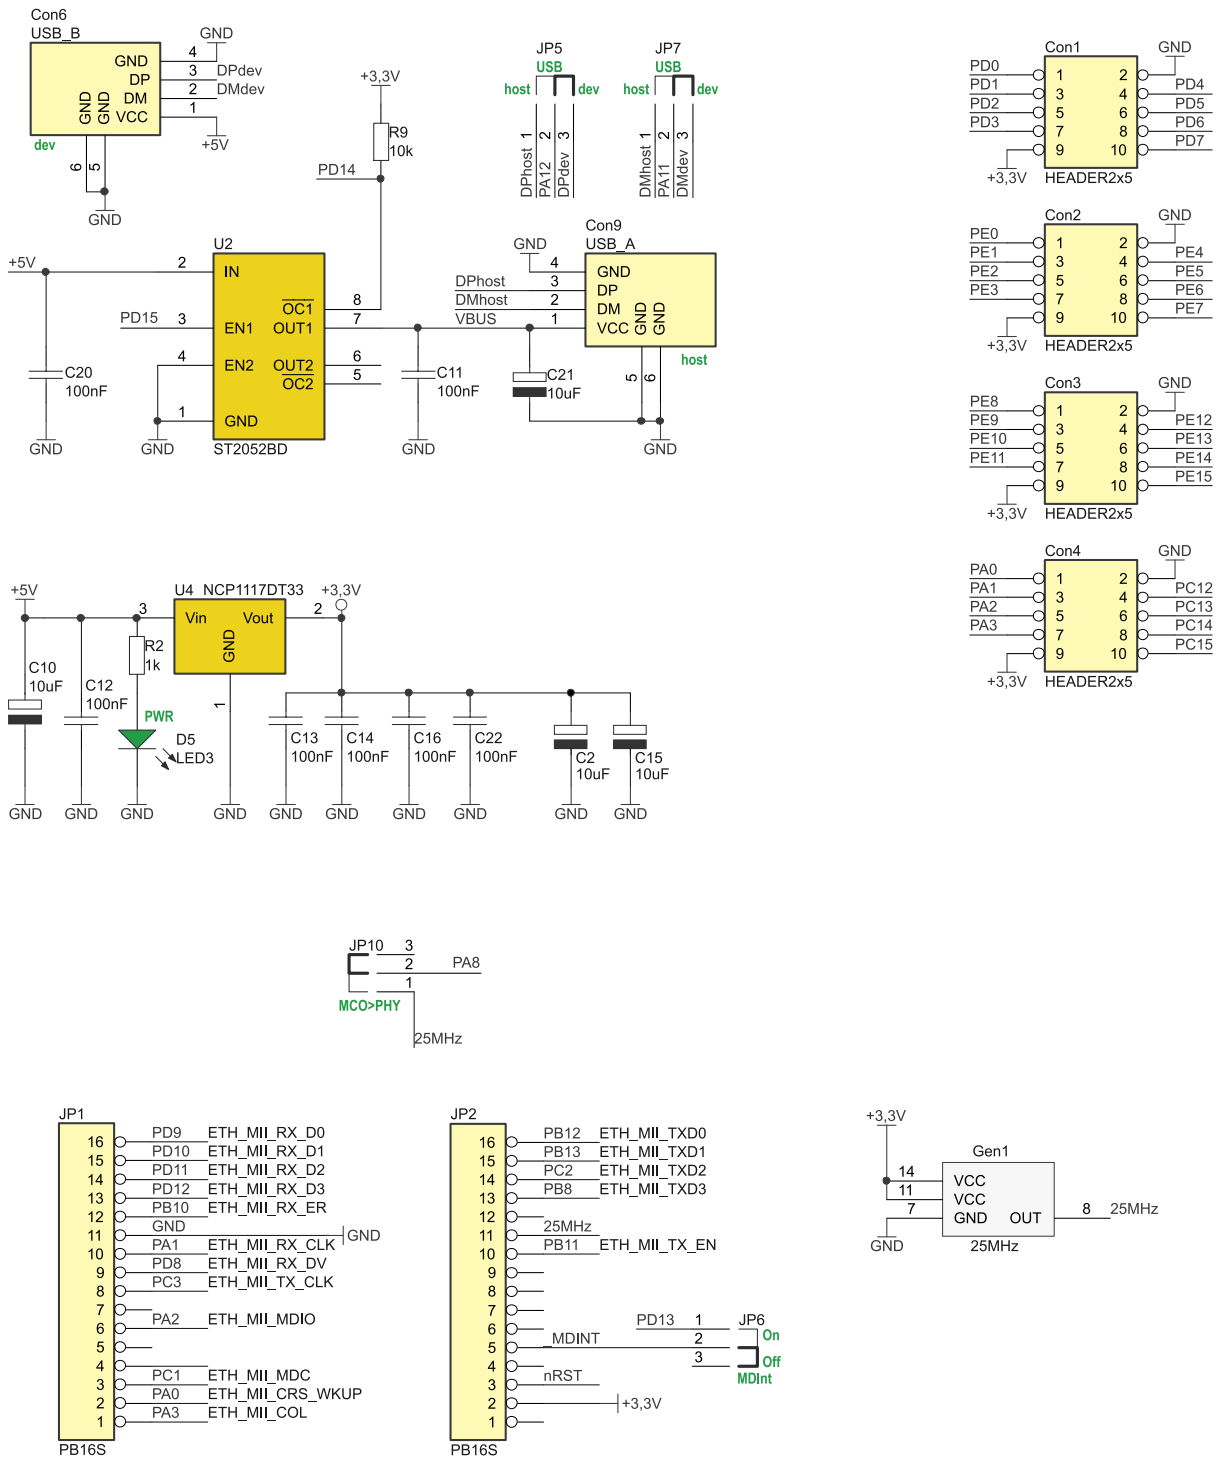 Con6
USB_B
GND
GND 4
DP 3 DPdev
DM 2 DMdev
VCC 1
GND
GND
+5V
dev
6
5
GND
+3,3V
R9
10k
PD14
JP5
USB
host dev
DPhost 1
PA12 2
DPdev 3
JP7
USB
host dev
DMhost 1
PA11 2
DMdev 3
U2
+5V 2 IN
OC1 8
PD15 3 EN1 OUT1 7
4 EN2 OUT2 6
OC2 5
1 GND
ST2052BD
C20
100nF
GND
GND
C11
100nF
GND
Con9
USB_A
GND 4 GND
DPhost 3 DP
DMhost 2 DM
VBUS 1 VCC
GND
GND
host
5
6
C21
10uF
GND
Con1
GND
PD0 1 2
PD1 3 4 PD4
PD2 5 6 PD5
PD3 7 8 PD6
9 10 PD7
+3,3V HEADER2x5
Con2
GND
PE0 1 2
PE1 3 4 PE4
PE2 5 6 PE5
PE3 7 8 PE6
9 10 PE7
+3,3V HEADER2x5
Con3
GND
PE8 1 2
PE9 3 4 PE12
PE10 5 6 PE13
PE11 7 8 PE14
9 10 PE15
+3,3V HEADER2x5
Con4
GND
PA0 1 2
PA1 3 4 PC12
PA2 5 6 PC13
PA3 7 8 PC14
9 10 PC15
+3,3V HEADER2x5
+5V
U4 NCP1117DT33
+3,3V
3 Vin Vout 2
GND
1
R2
1k
C10
10uF
C12
100nF
PWR
D5
LED3
C13
100nF
C14
100nF
C16
100nF
C22
100nF
C2
10uF
C15
10uF
GND GND GND GND GND GND GND GND GND GND
JP10 3
2 PA8
1
MCO>PHY
25MHz
JP1
16 PD9 ETH_MII_RX_D0
15 PD10 ETH_MII_RX_D1
14 PD11 ETH_MII_RX_D2
13 PD12 ETH_MII_RX_D3
12 PB10 ETH_MII_RX_ER
11 GND GND
10 PA1 ETH_MII_RX_CLK
9 PD8 ETH_MII_RX_DV
8 PC3 ETH_MII_TX_CLK
7
6 PA2 ETH_MII_MDIO
5
4
3 PC1 ETH_MII_MDC
2 PA0 ETH_MII_CRS_WKUP
1 PA3 ETH_MII_COL
PB16S
JP2
16 PB12 ETH_MII_TXD0
15 PB13 ETH_MII_TXD1
14 PC2 ETH_MII_TXD2
13 PB8 ETH_MII_TXD3
12
11 25MHz
10 PB11 ETH_MII_TX_EN
9
8
7
6
5 _MDINT
4
3 nRST
2 +3,3V
1
PB16S
PD13 1 JP6
2 On
3 Off
MDInt
+3,3V
Gen1
14 VCC
11 VCC
7 GND OUT 8 25MHz
GND
25MHz